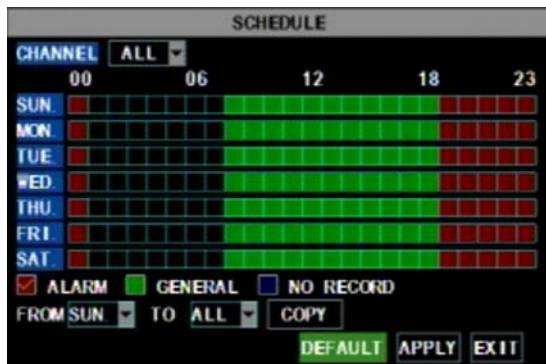 SCHEDULE
CHANNEL ALL
00 06 12 18 23
SUN.
MON.
TUE.
WED.
THU.
FRI.
SAT.
ALARM GENERAL NO RECORD
FROM SUN. TO ALL COPY
DEFAULT APPLY EXIT